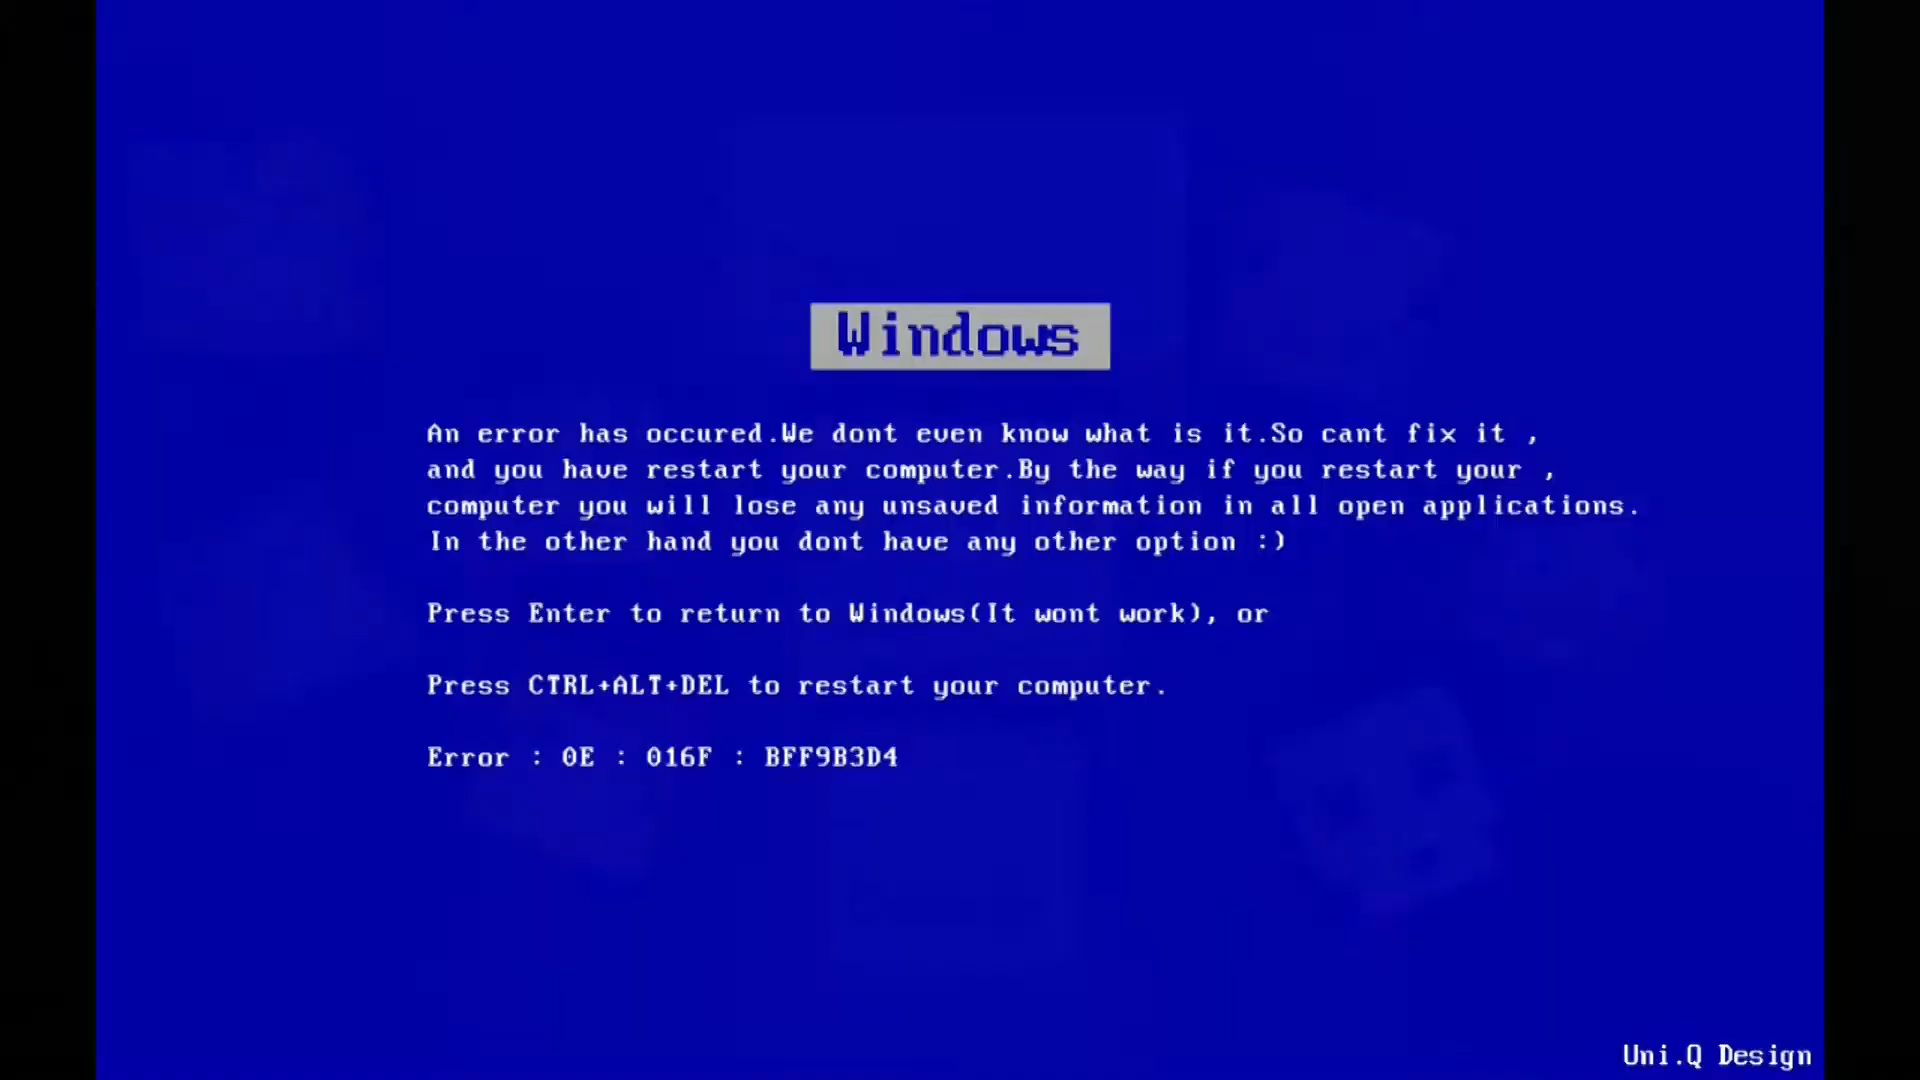 Windows
An error has occured.We dont even know what is it.So cant fix it ,
and you have restart your computer.By the way if you restart your ,
computer you will lose any unsaved information in all open applications.
In the other hand you dont have any other option :)
Press Enter to return to Windows(It wont work), or
Press CTRL+ALT+DEL to restart your computer.
Error : 0E : 016F : BFF9B3D4
Uni.Q Design